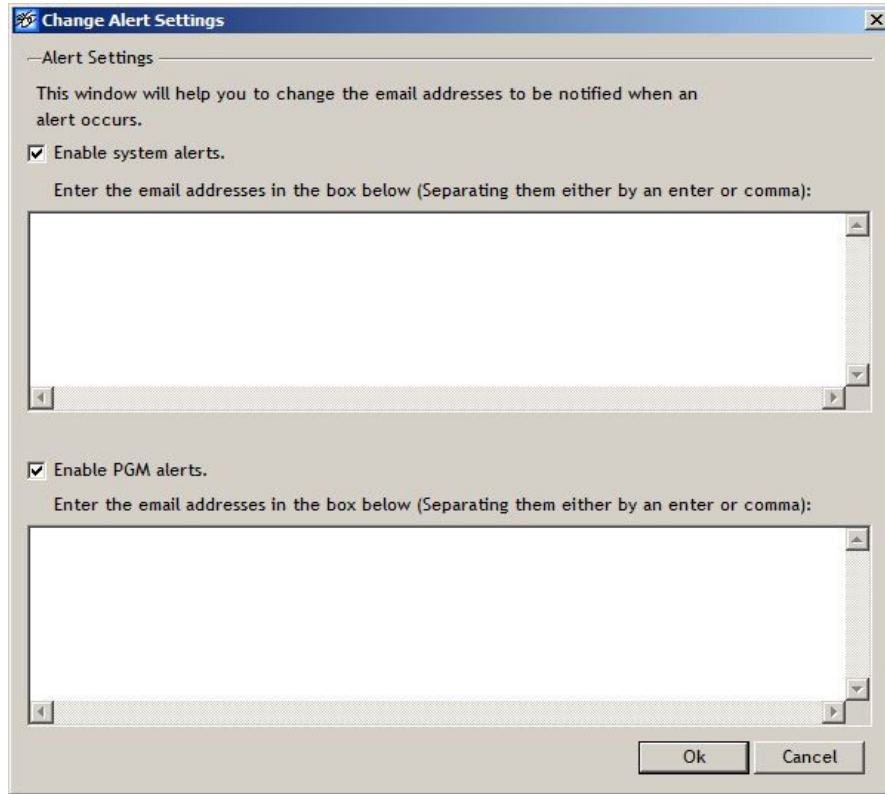 Change Alert Settings
Alert Settings
This window will help you to change the email addresses to be notified when an
alert occurs.
Enable system alerts.
Enter the email addresses in the box below (Separating them either by an enter or comma):
Enable PGM alerts.
Enter the email addresses in the box below (Separating them either by an enter or comma):
Ok
Cancel